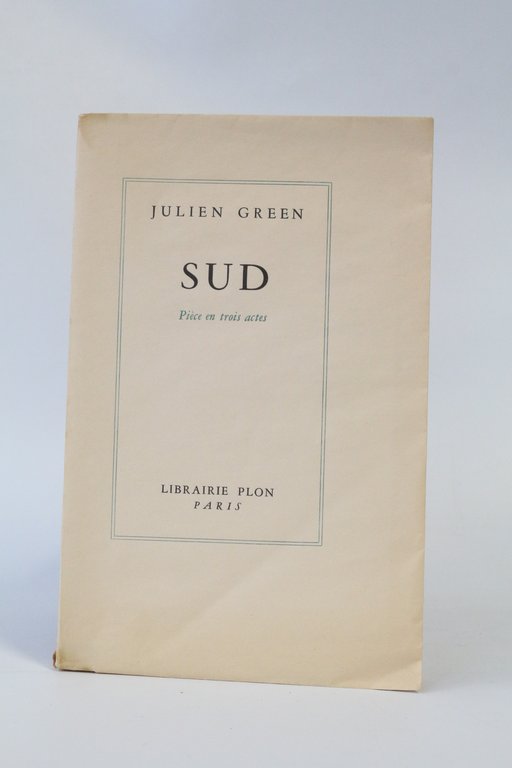 JULIEN GREEN
SUD
Pièce en trois actes
LIBRAIRIE PLON
PARIS